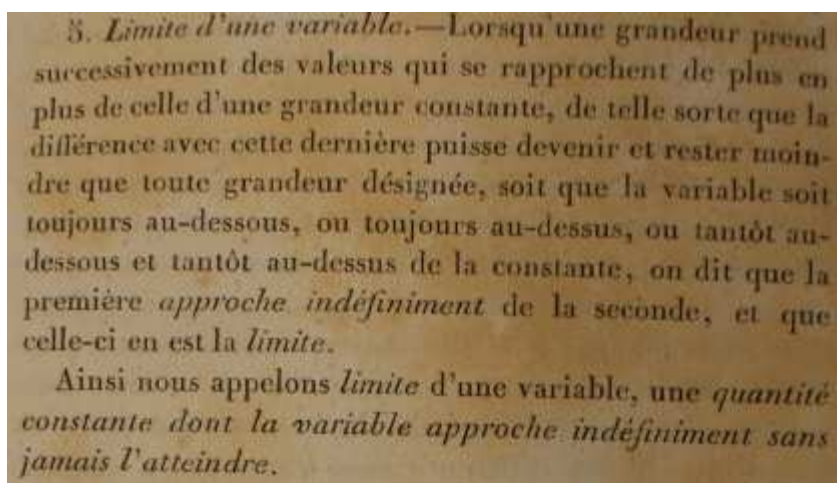 5. Limite d'une variable.—Lorsqu'une grandeur prend
successivement des valeurs qui se rapprochent de plus en
plus de celle d'une grandeur constante, de telle sorte que la
différence avec cette dernière puisse devenir et rester moin-
dre que toute grandeur désignée, soit que la variable soit
toujours au-dessous, ou toujours au-dessus, ou tantôt au-
dessous et tantôt au-dessus de la constante, on dit que la
première approche indéfiniment de la seconde, et que
celle-ci en est la limite.
Ainsi nous appelons limite d'une variable, une quantité
constante dont la variable approche indéfiniment sans
jamais l'atteindre.